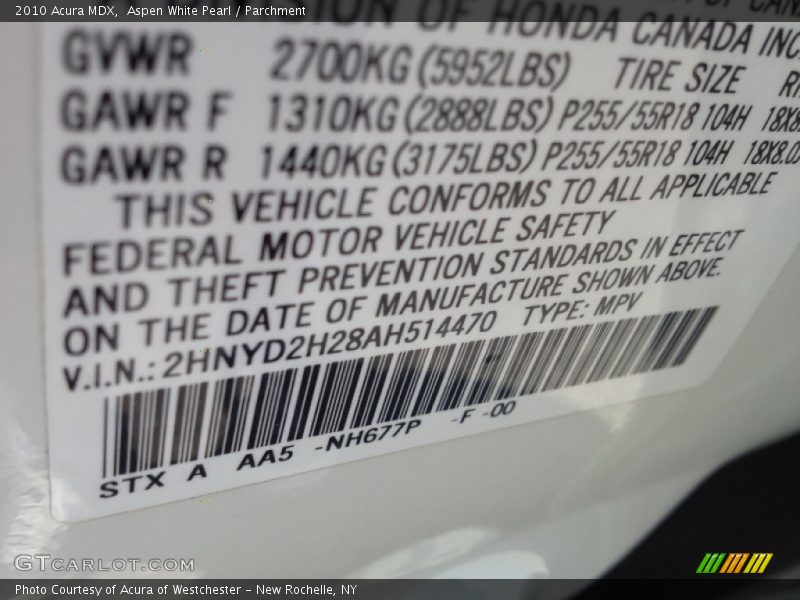 2010 Acura MDX, Aspen White Pearl / Parchment
OF HONDA CANADA INC.
GVWR 2700KG (5952LBS) TIRE SIZE
GAWR F 1310KG (2888LBS) P255/55R18 104H
GAWR R 1440KG (3175LBS) P255/55R18 104H 18X8.0
THIS VEHICLE CONFORMS TO ALL APPLICABLE
FEDERAL MOTOR VEHICLE SAFETY
AND THEFT PREVENTION STANDARDS IN EFFECT
ON THE DATE OF MANUFACTURE SHOWN ABOVE.
V.I.N.: 2HNYD2H28AH514470 TYPE: MPV
STX A AA5 -NH677P -F -00
GTCARLOT.COM
Photo Courtesy of Acura of Westchester – New Rochelle, NY